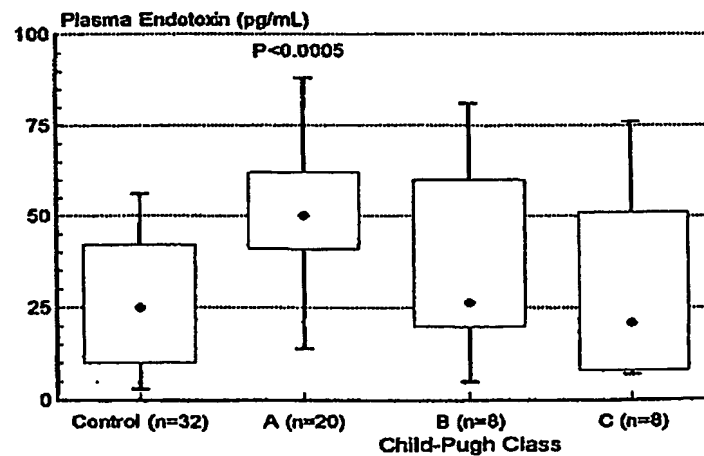 Plasma Endotoxin (pg/mL)
100
P<0.0005
75
50
25
0
Control (n=32) A (n=20) B (n=8) C (n=8)
Child-Pugh Class